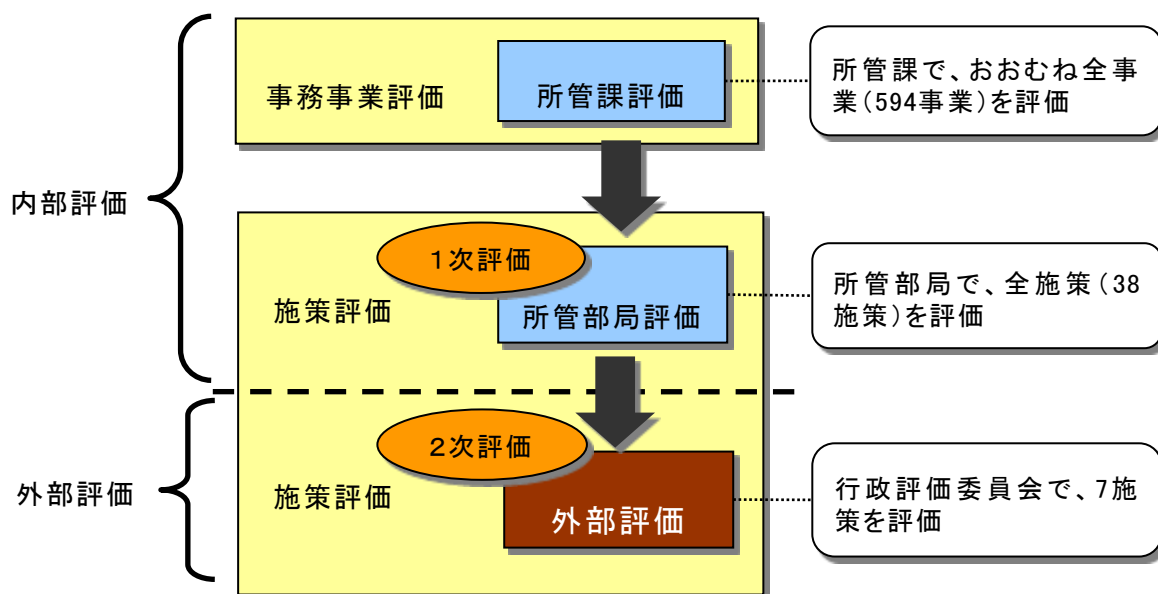 事務事業評価
所管課評価
所管課で、おおむね全事
業(594事業)を評価
内部評価
1次評価
施策評価
所管部局評価
所管部局で、全施策(38
施策)を評価
2次評価
外部評価
施策評価
外部評価
行政評価委員会で、7施
策を評価